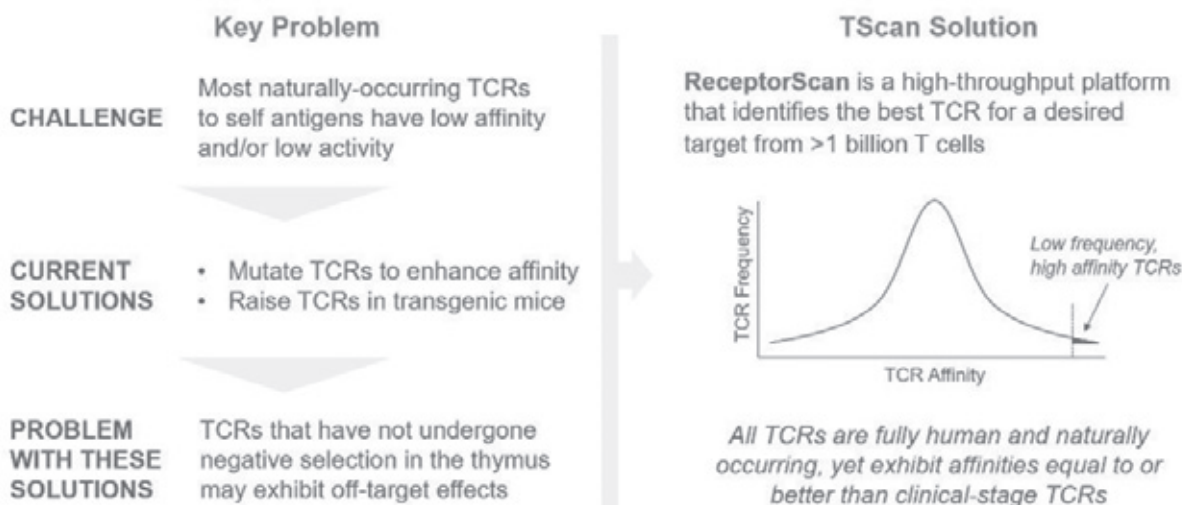 Key Problem
CHALLENGE
Most naturally-occurring TCRs
to self antigens have low affinity
and/or low activity
CURRENT
SOLUTIONS
• Mutate TCRs to enhance affinity
• Raise TCRs in transgenic mice
PROBLEM
WITH THESE
SOLUTIONS
TCRs that have not undergone
negative selection in the thymus
may exhibit off-target effects
TScan Solution
ReceptorScan is a high-throughput platform
that identifies the best TCR for a desired
target from >1 billion T cells
TCR Frequency
Low frequency,
high affinity TCRs
TCR Affinity
All TCRs are fully human and naturally
occurring, yet exhibit affinities equal to or
better than clinical-stage TCRs